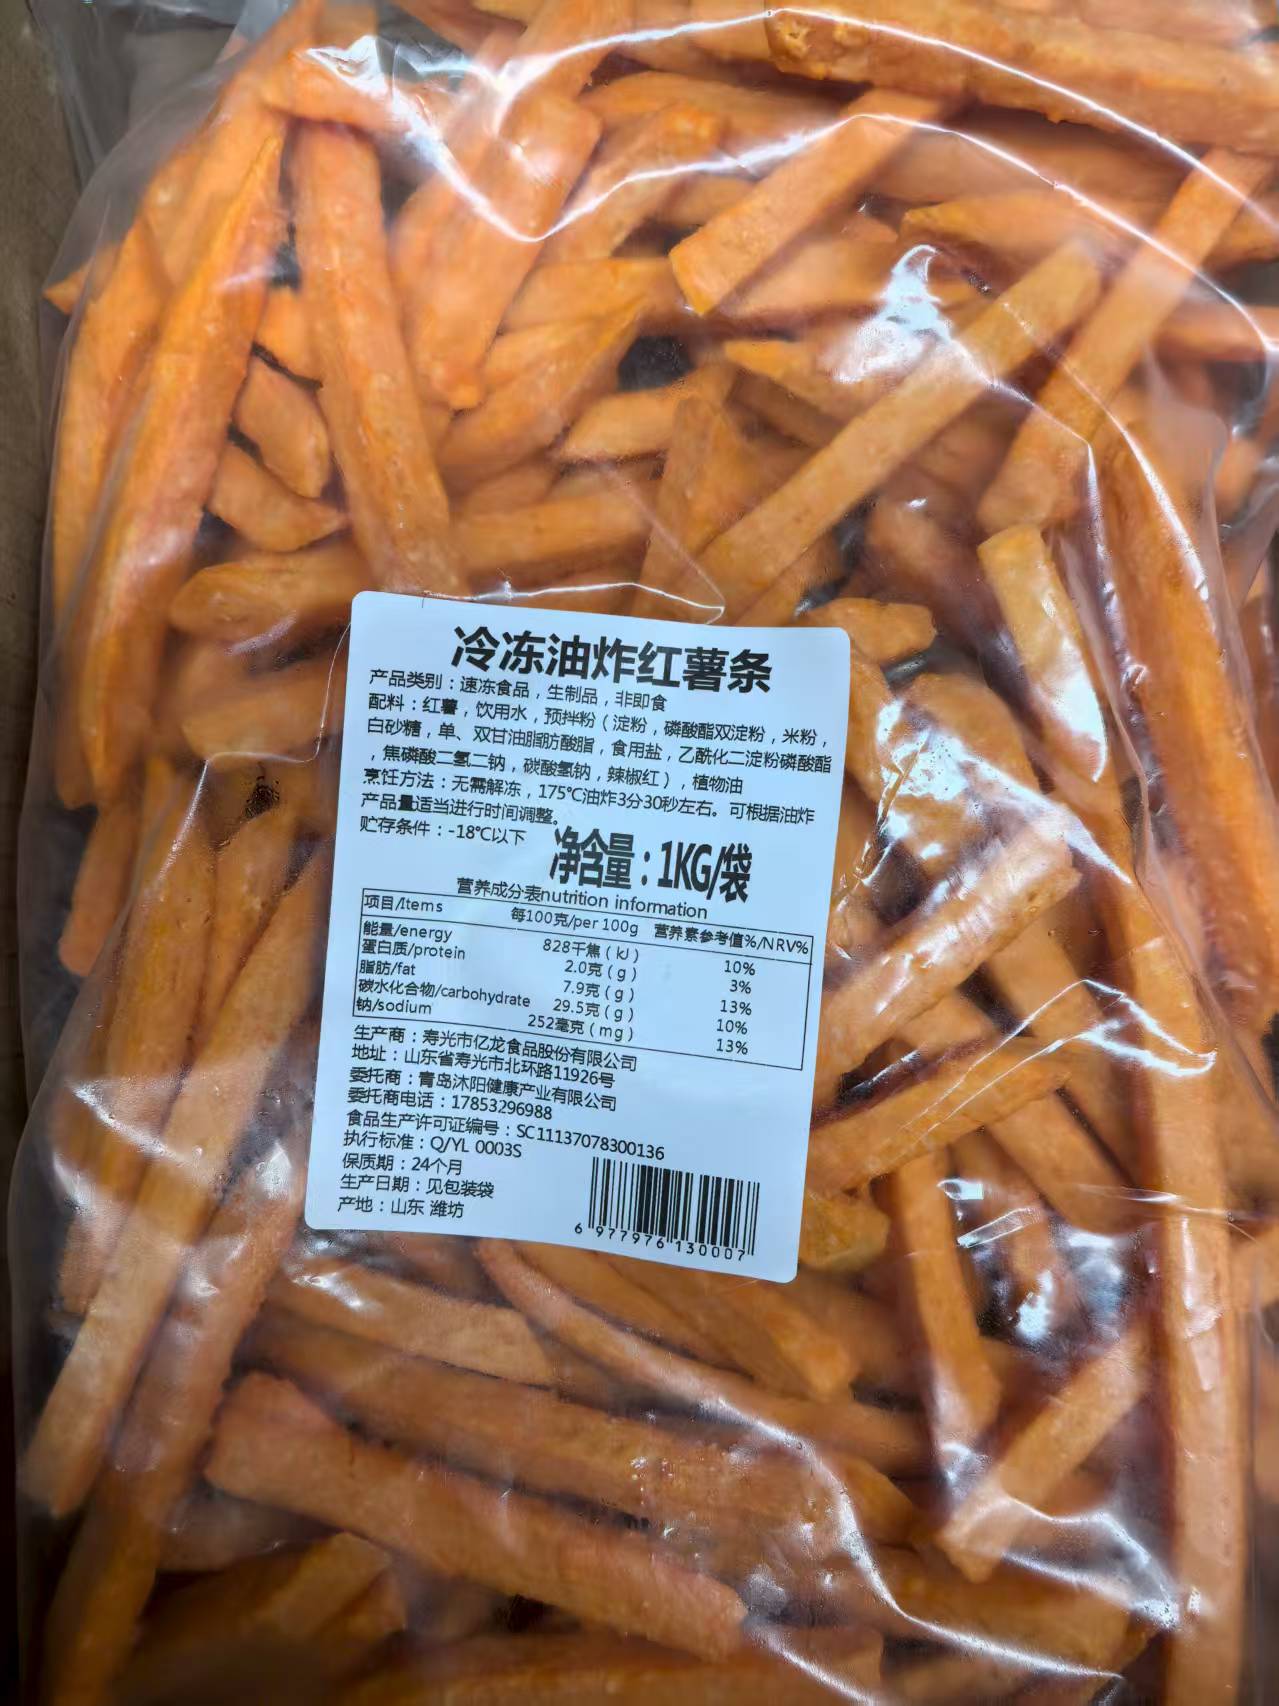 冷冻油炸红薯条
产品类别：速冻食品，生制品，非即食
配料：红薯，饮用水，预拌粉（淀粉，磷酸酯双淀粉，米粉，
白砂糖，单、双甘油脂肪酸脂，食用盐，乙酰化二淀粉磷酸酯
，焦磷酸二氢二钠，碳酸氢钠，辣椒红），植物油
烹饪方法：无需解冻，175℃油炸3分30秒左右。可根据油炸
产品量适当进行时间调整。
贮存条件：-18℃以下
净含量：1KG/袋
营养成分表nutrition information
项目/Items 每100克/per 100g 营养素参考值%/NRV%
能量/energy 828千焦（kJ） 10%
蛋白质/protein 2.0克（g） 3%
脂肪/fat 7.9克（g） 13%
碳水化合物/carbohydrate 29.5克（g） 10%
钠/sodium 252毫克（mg） 13%
生产商：寿光市亿龙食品股份有限公司
地址：山东省寿光市北环路11926号
委托商：青岛沐阳健康产业有限公司
委托商电话：17853296988
食品生产许可证编号：SC11137078300136
执行标准：Q/YL 0003S
保质期：24个月
生产日期：见包装袋
产地：山东 潍坊
6 977976 130007